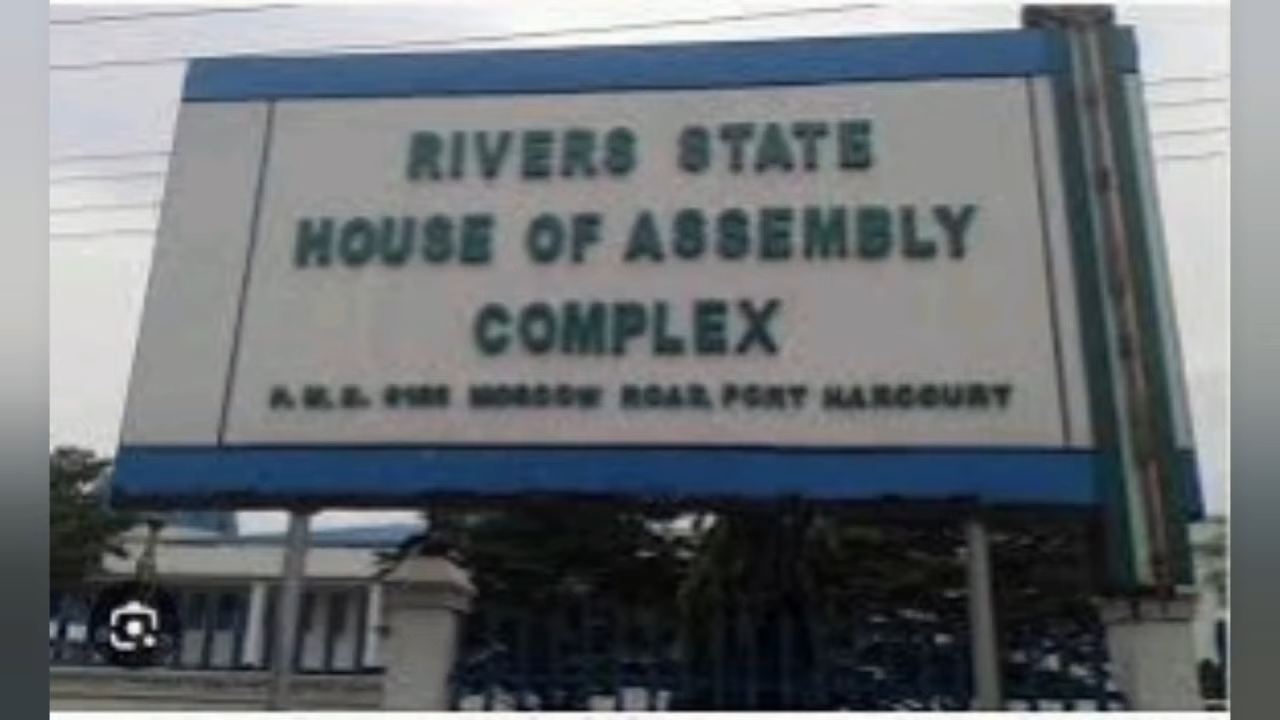 RIVERS STATE
HOUSE OF ASSEMBLY
COMPLEX
MOSCOW ROAD, PORT HARCOURT